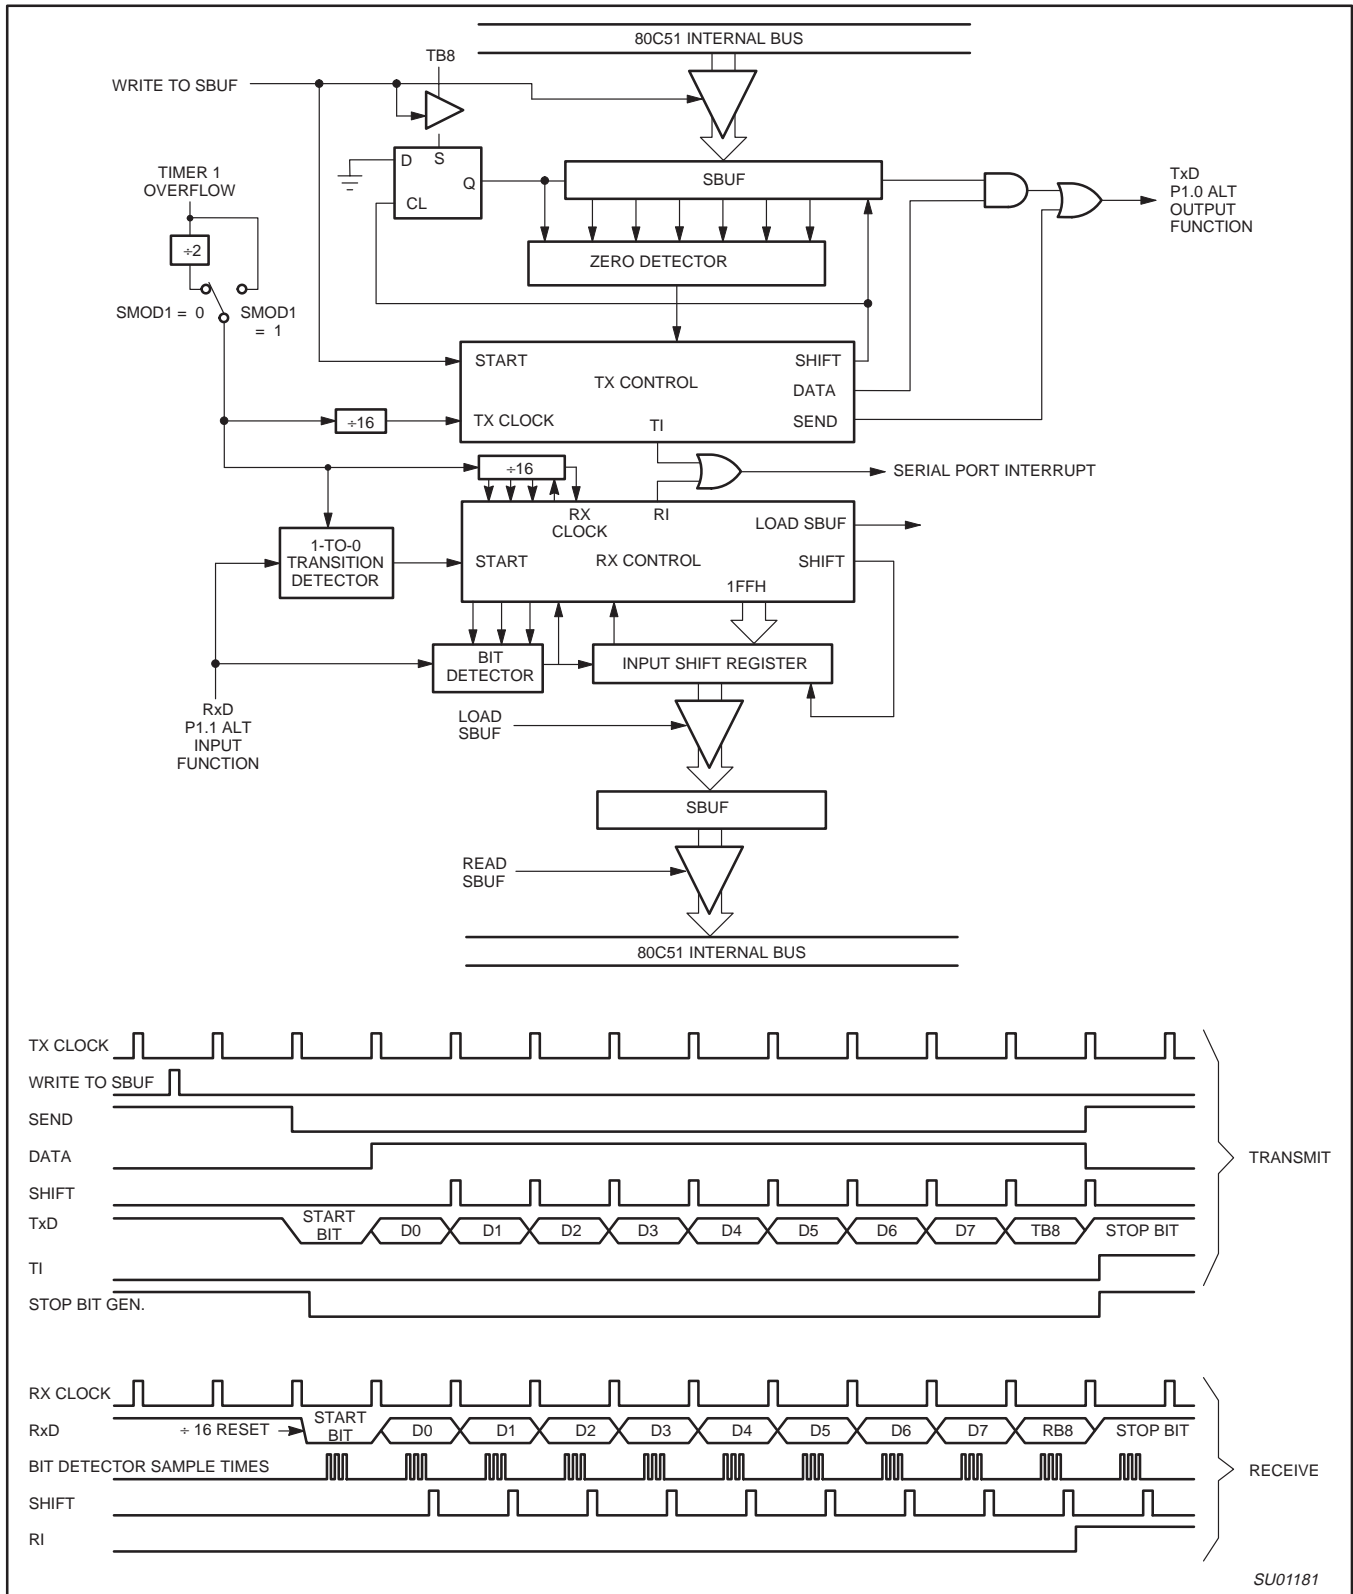 80C51 INTERNAL BUS
TB8
WRITE TO SBUF
D
S
Q
CL
SBUF
TxD
P1.0 ALT
OUTPUT
FUNCTION
TIMER 1
OVERFLOW
÷2
SMOD1 = 0
SMOD1
= 1
ZERO DETECTOR
START
SHIFT
TX CONTROL
DATA
÷16
TX CLOCK
TI
SEND
÷16
SERIAL PORT INTERRUPT
RX
CLOCK
RI
LOAD SBUF
1-TO-0
TRANSITION
DETECTOR
START
RX CONTROL
SHIFT
1FFH
BIT
DETECTOR
INPUT SHIFT REGISTER
RxD
P1.1 ALT
INPUT
FUNCTION
LOAD
SBUF
SBUF
READ
SBUF
80C51 INTERNAL BUS
TX CLOCK
WRITE TO SBUF
SEND
DATA
TRANSMIT
SHIFT
TxD
START
BIT
D0
D1
D2
D3
D4
D5
D6
D7
TB8
STOP BIT
TI
STOP BIT GEN.
RX CLOCK
RxD
÷ 16 RESET
START
BIT
D0
D1
D2
D3
D4
D5
D6
D7
RB8
STOP BIT
BIT DETECTOR SAMPLE TIMES
RECEIVE
SHIFT
RI
SU01181